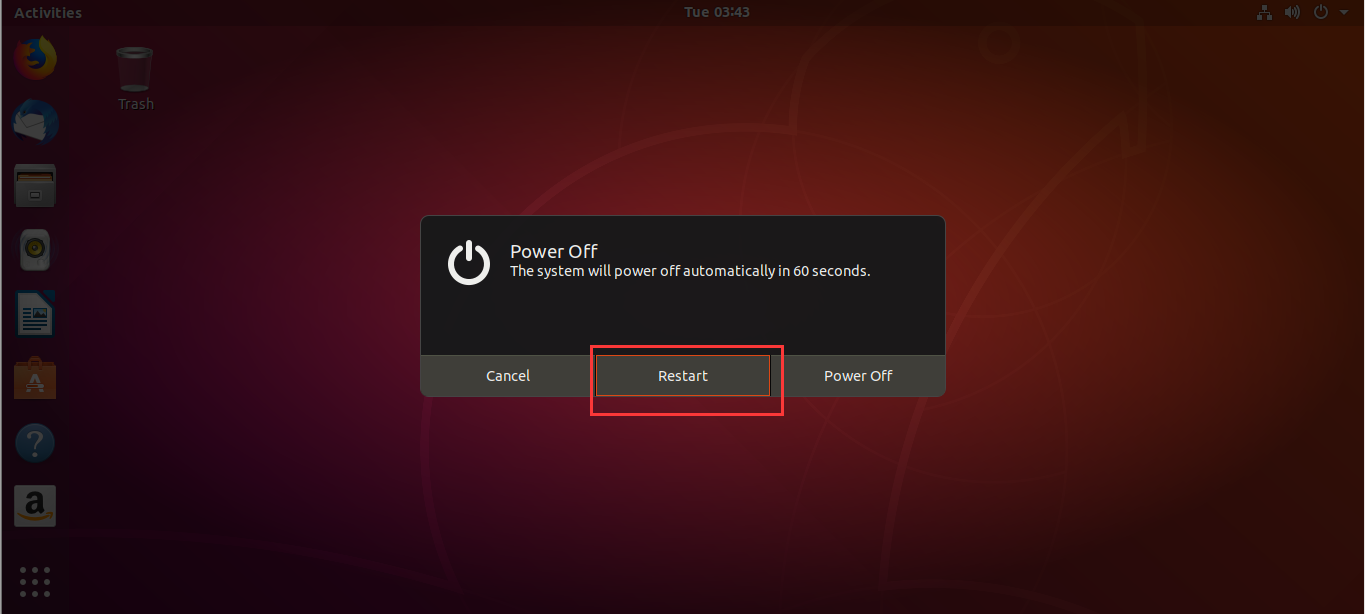 Activities
Tue 03:43
Trash
Power Off
The system will power off automatically in 60 seconds.
Cancel
Restart
Power Off